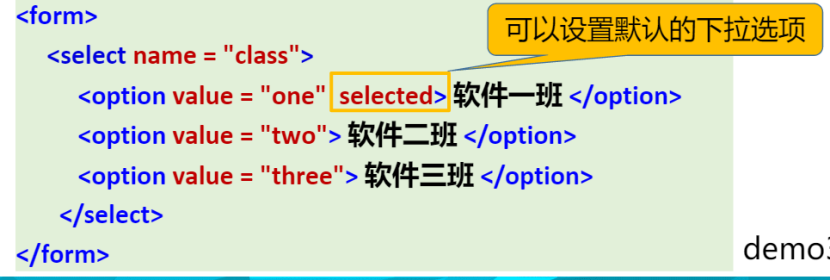 <form>
可以设置默认的下拉选项
<select name = "class">
<option value = "one" selected> 软件一班 </option>
<option value = "two"> 软件二班 </option>
<option value = "three"> 软件三班 </option>
</select>
</form>
demo